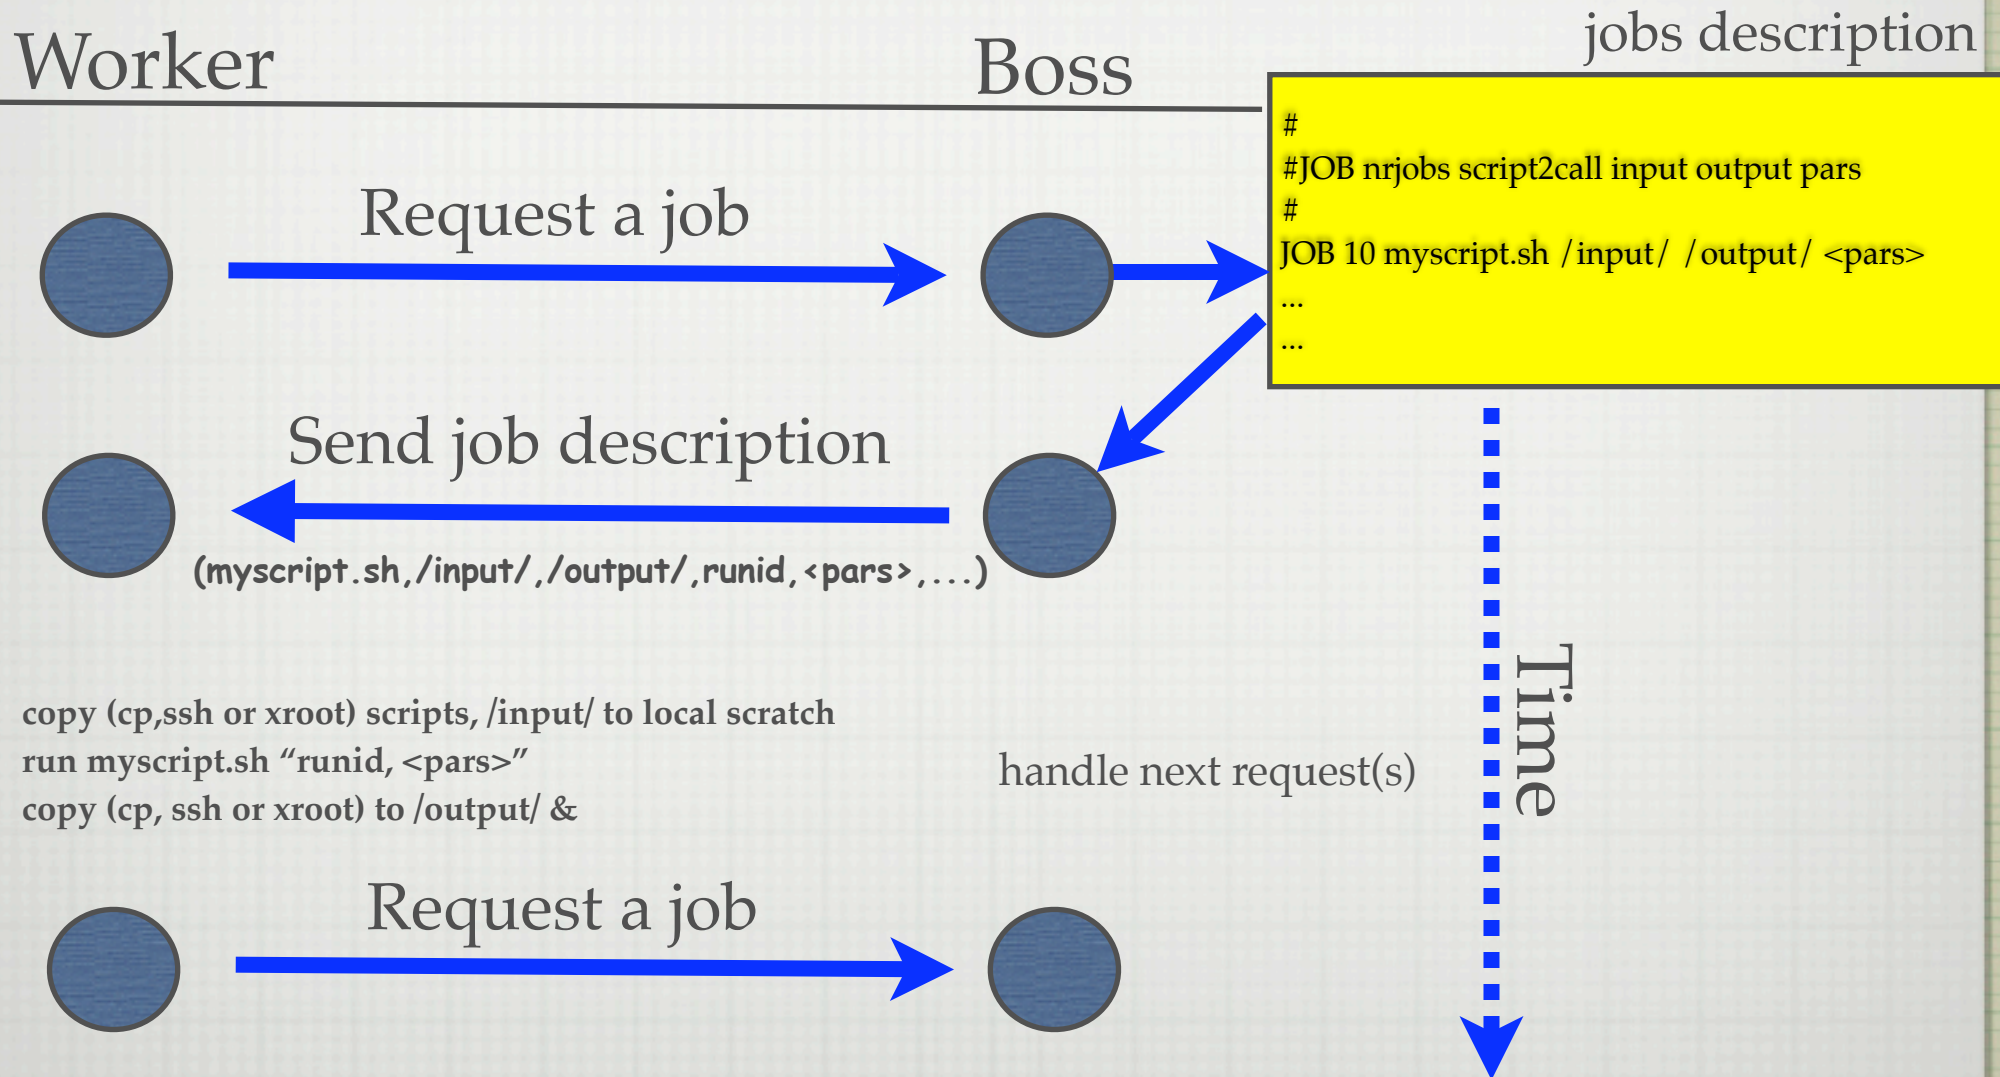 Worker
Boss
jobs description
#
#JOB nrjobs script2call input output pars
#
JOB 10 myscript.sh /input/ /output/ <pars>
...
...
Request a job
Send job description
(myscript.sh,/input/,/output/,runid,<pars>,...)
copy (cp,ssh or xroot) scripts, /input/ to local scratch
run myscript.sh “runid, <pars>”
copy (cp, ssh or xroot) to /output/ &
handle next request(s)
Time
Request a job